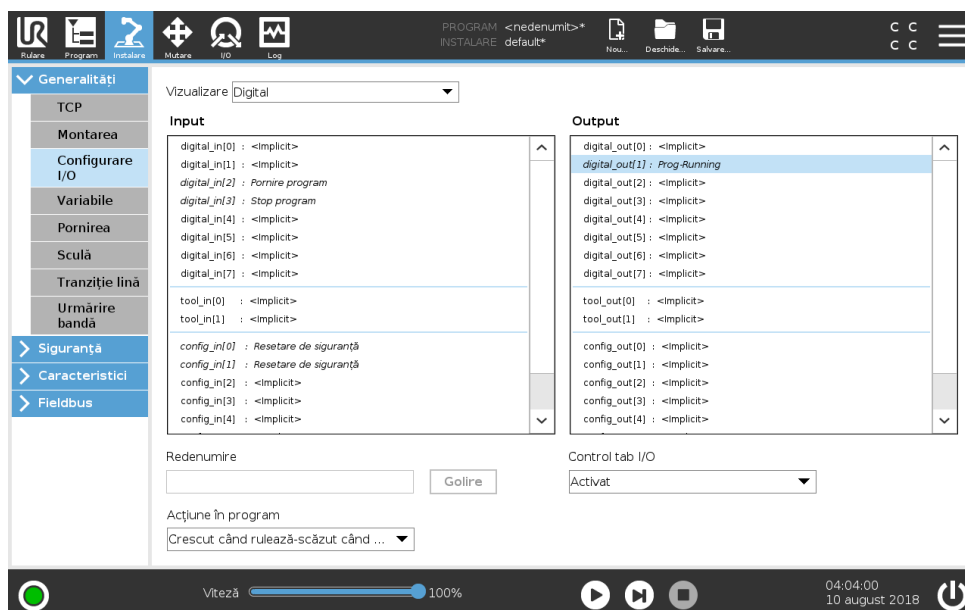 UR
PROGRAM <nedenumit>*
INSTALARE default*
Rulare Program Instalare Mutare I/O Log Nou... Deschide... Salvare...
C C
C C
Generalități
TCP
Montarea
Configurare
I/O
Variabile
Pornirea
Sculă
Tranziție lină
Urmărire
bandă
Siguranță
Caracteristici
Fieldbus
Vizualizare Digital
Input
digital_in[0] : <Implicit>
digital_in[1] : <Implicit>
digital_in[2] : Pornire program
digital_in[3] : Stop program
digital_in[4] : <Implicit>
digital_in[5] : <Implicit>
digital_in[6] : <Implicit>
digital_in[7] : <Implicit>
tool_in[0] : <Implicit>
tool_in[1] : <Implicit>
config_in[0] : Resetare de siguranță
config_in[1] : Resetare de siguranță
config_in[2] : <Implicit>
config_in[3] : <Implicit>
config_in[4] : <Implicit>
Output
digital_out[0] : <Implicit>
digital_out[1] : Prog-Running
digital_out[2] : <Implicit>
digital_out[3] : <Implicit>
digital_out[4] : <Implicit>
digital_out[5] : <Implicit>
digital_out[6] : <Implicit>
digital_out[7] : <Implicit>
tool_out[0] : <Implicit>
tool_out[1] : <Implicit>
config_out[0] : <Implicit>
config_out[1] : <Implicit>
config_out[2] : <Implicit>
config_out[3] : <Implicit>
config_out[4] : <Implicit>
Redenumire
Golire
Control tab I/O
Activat
Acțiune în program
Crescut când rulează-scăzut când ...
Viteză 100%
04:04:00
10 august 2018